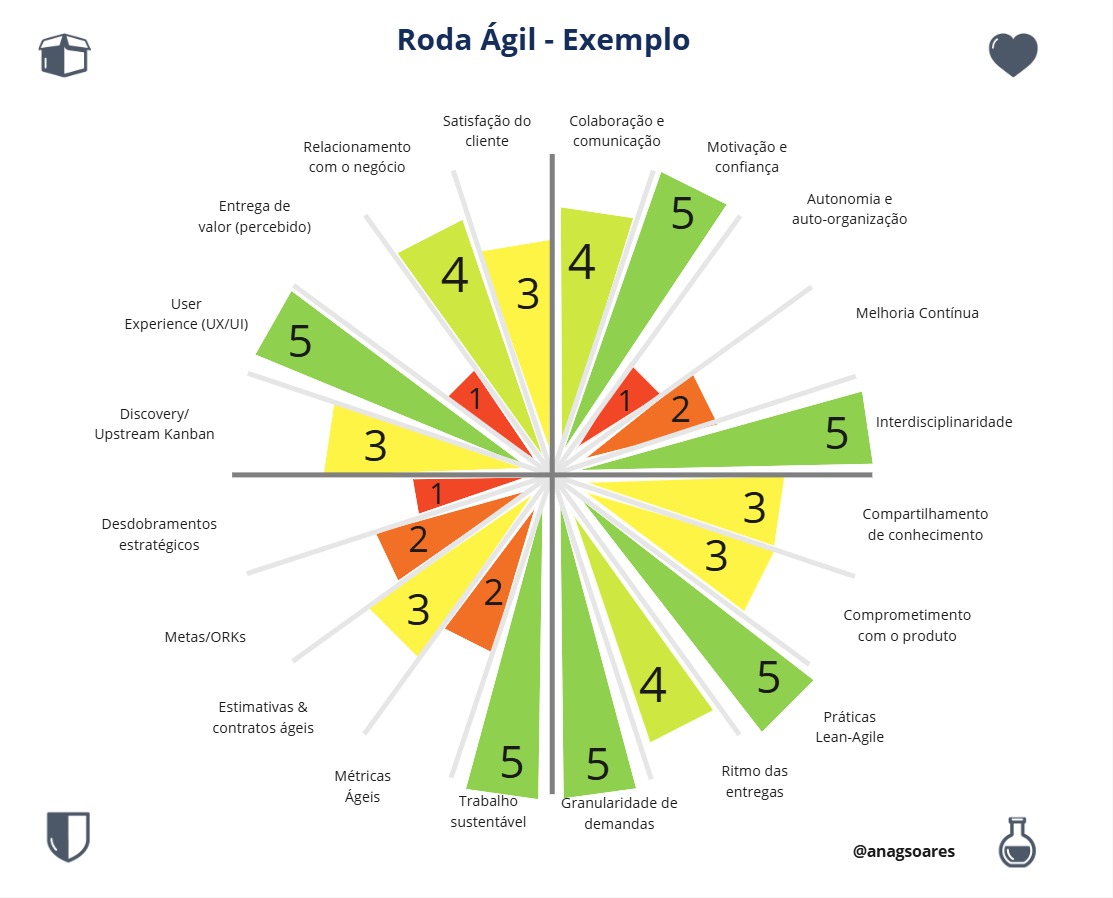 Roda Ágil - Exemplo
Satisfação do
cliente
Colaboração e
comunicação
Relacionamento
com o negócio
Motivação e
confiança
Entrega de
valor (percebido)
Autonomia e
auto-organização
User
Experience (UX/UI)
Melhoria Contínua
Discovery/
Upstream Kanban
Interdisciplinaridade
Desdobramentos
estratégicos
Compartilhamento
de conhecimento
Metas/ORKs
Comprometimento
com o produto
Estimativas &
contratos ágeis
Práticas
Lean-Agile
Métricas
Ágeis
Ritmo das
entregas
Trabalho
sustentável
Granularidade de
demandas
4
5
1
2
5
3
3
5
4
5
5
2
3
2
1
3
5
1
4
3
@anagsoares